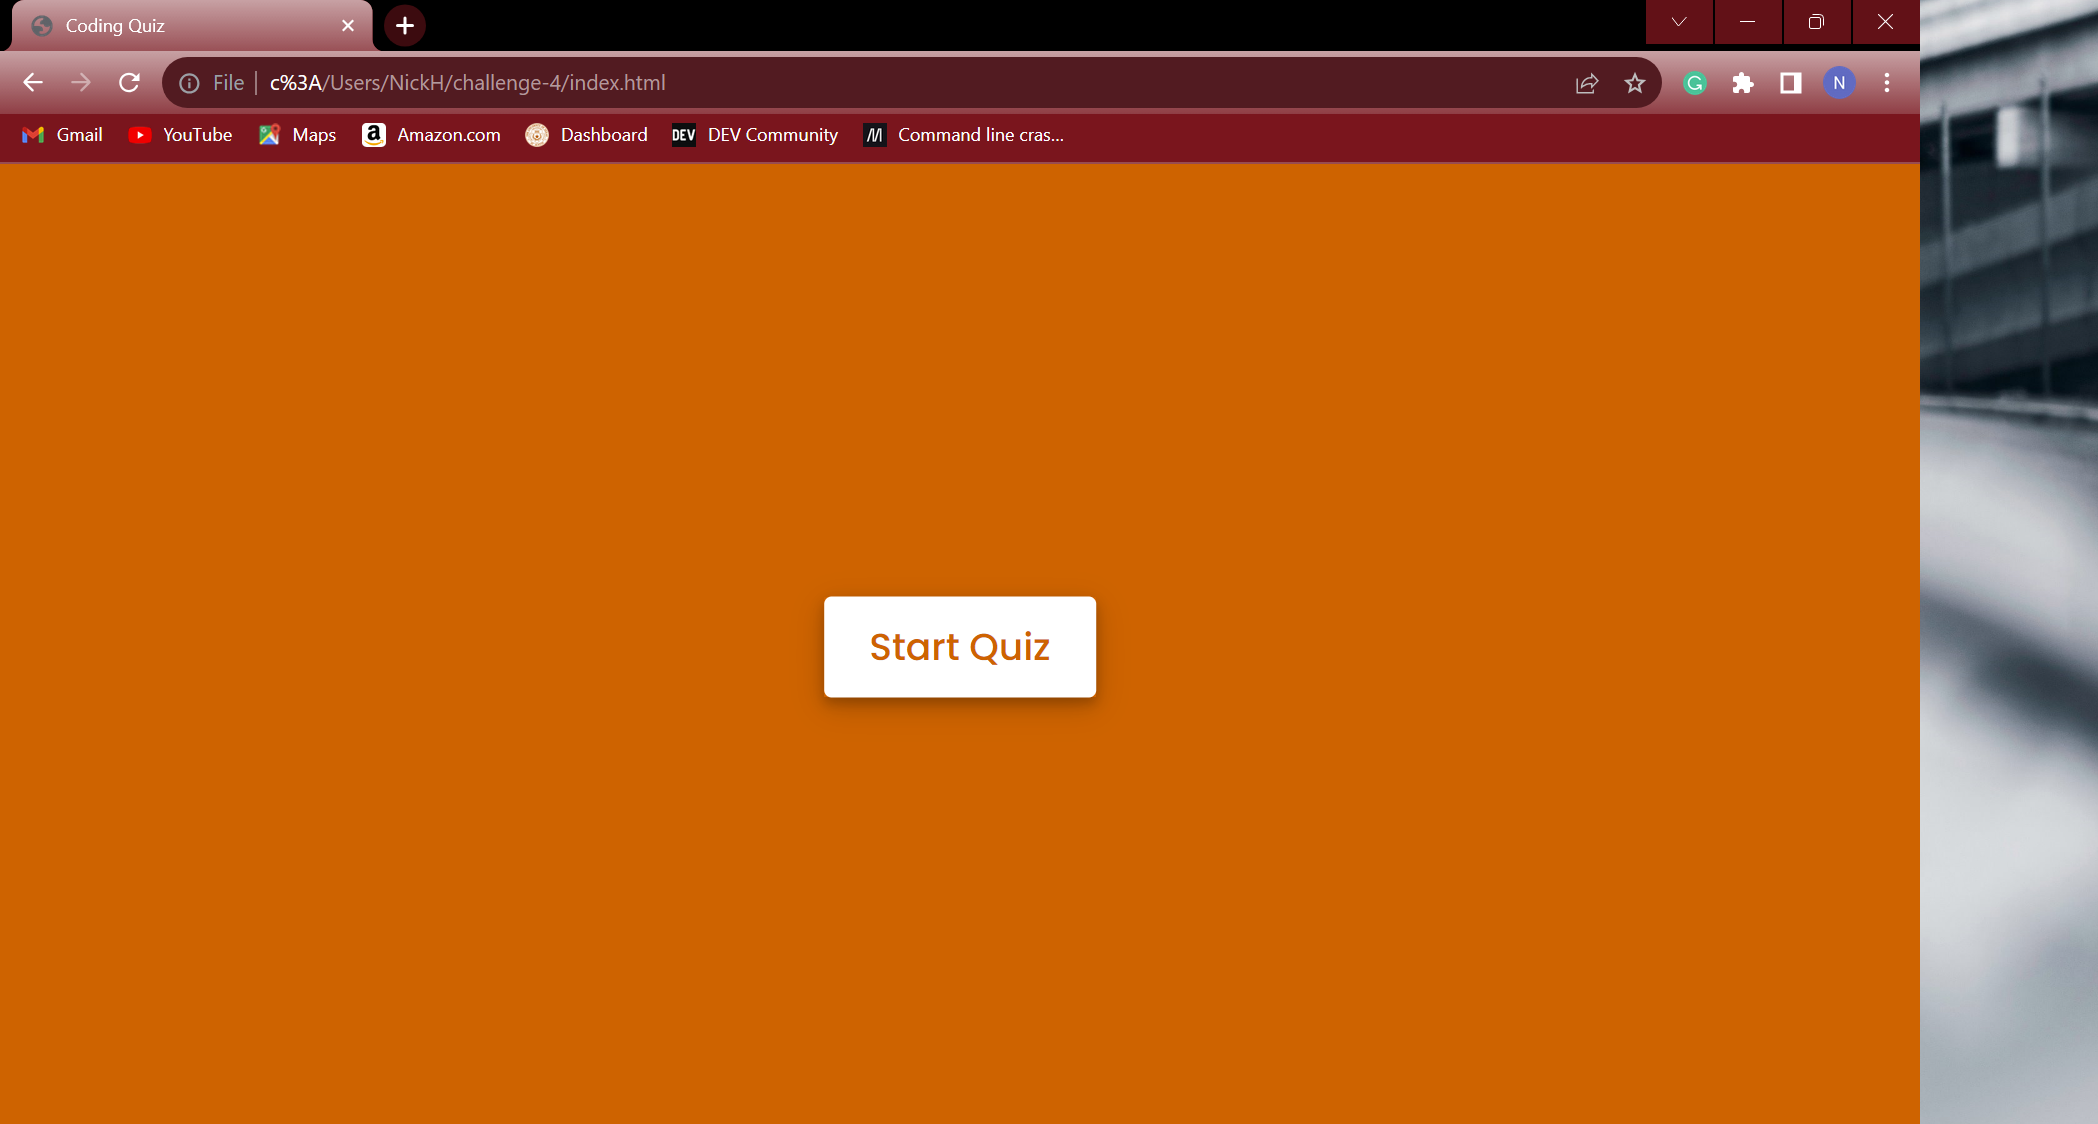 Coding Quiz
File c%3A/Users/NickH/challenge-4/index.html
G N
Gmail YouTube Maps a Amazon.com Dashboard DEV DEV Community M Command line cras...
Start Quiz